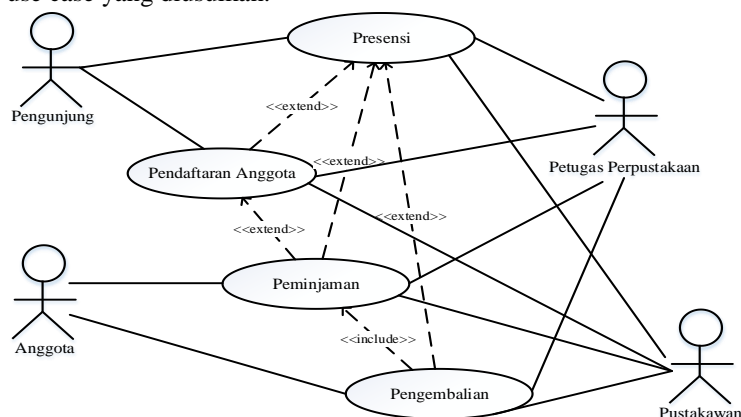 use case yang diusulkan.
Presensi
Pengunjung
<<extend>>
<<extend>>
Pendaftaran Anggota
Petugas Perpustakaan
<<extend>>
<<extend>>
Peminjaman
Anggota
<<include>>
Pengembalian
Pustakawan